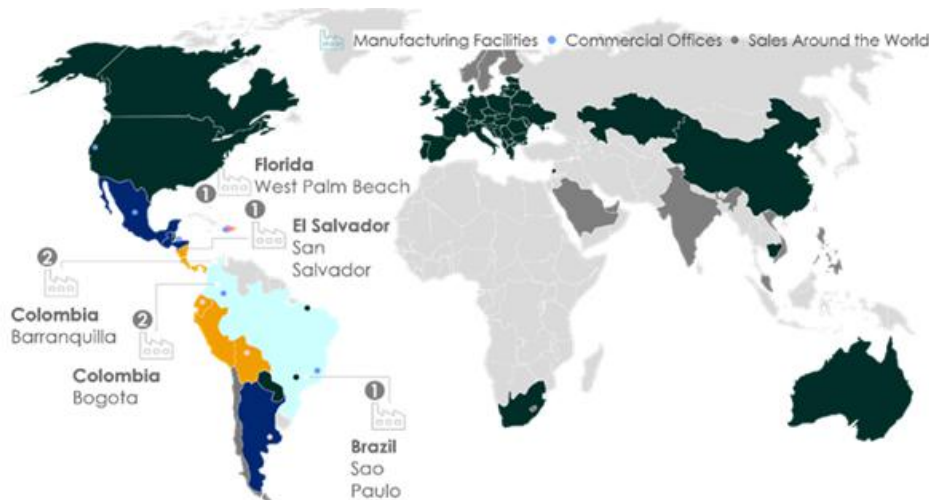 Manufacturing Facilities Commercial Offices Sales Around the World
Florida
West Palm Beach
1
1
El Salvador
San
Salvador
2
Colombia
Barranquilla
2
Colombia
Bogota
1
Brazil
Sao
Paulo